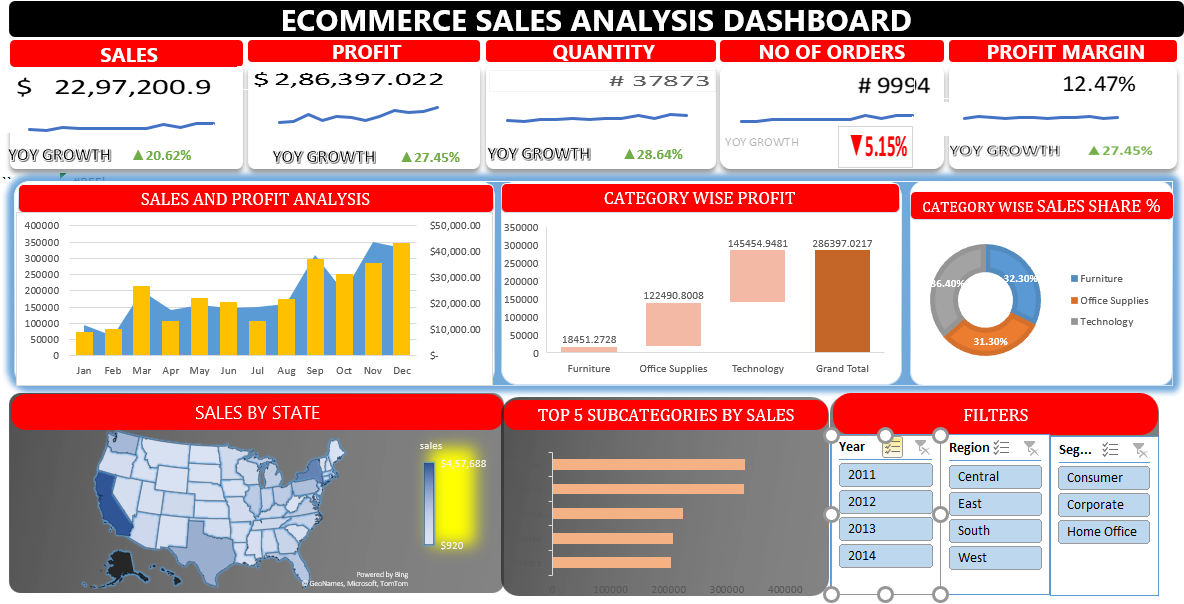 ECOMMERCE SALES ANALYSIS DASHBOARD
SALES
PROFIT
QUANTITY
NO OF ORDERS
PROFIT MARGIN
$ 22,97,200.9
$ 2,86,397.022
# 37873
# 9994
12.47%
YOY GROWTH ▲20.62%
YOY GROWTH ▲27.45%
YOY GROWTH ▲28.64%
YOY GROWTH ▼5.15%
YOY GROWTH ▲27.45%
SALES AND PROFIT ANALYSIS
400000
350000
300000
250000
200000
150000
100000
50000
0
$50,000.00
$40,000.00
$30,000.00
$20,000.00
$10,000.00
$-
Jan Feb Mar Apr May Jun Jul Aug Sep Oct Nov Dec
CATEGORY WISE PROFIT
350000
300000
250000
200000
150000
100000
50000
0
18451.2728
122490.8008
145454.9481
286397.0217
Furniture Office Supplies Technology Grand Total
CATEGORY WISE SALES SHARE %
36.40%
32.30%
31.30%
Furniture
Office Supplies
Technology
SALES BY STATE
sales
$4,57,688
$920
Powered by Bing
© GeoNames, Microsoft, TomTom
TOP 5 SUBCATEGORIES BY SALES
0 100000 200000 300000 400000
FILTERS
Year
2011
2012
2013
2014
Region
Central
East
South
West
Seg...
Consumer
Corporate
Home Office